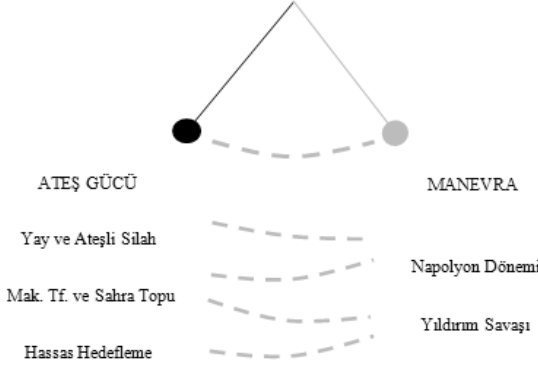 ATEŞ GÜCÜ
MANEVRA
Yay ve Ateşli Silah
Napolyon Dönemi
Mak. Tf. ve Sahra Topu
Yıldırım Savaşı
Hassas Hedefleme